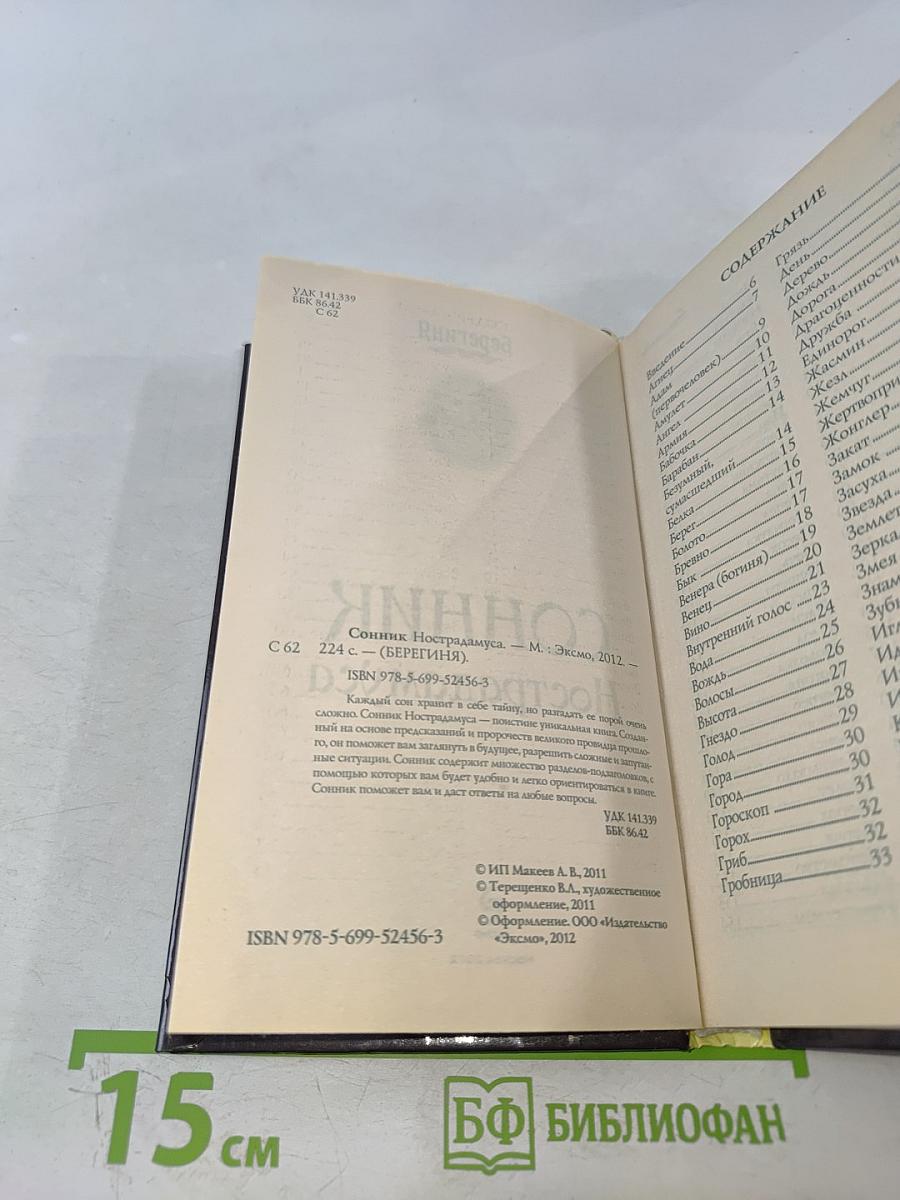 УДК 141.339
ББК 86.42
С 62
Берегиня
СОННИК
Нострадамуса
Сонник Нострадамуса. — М. : Эксмо, 2012. —
С 62 224 с. — (БЕРЕГИНЯ).
ISBN 978-5-699-52456-3
Каждый сон хранит в себе тайну, но разгадать ее порой очень
сложно. Сонник Нострадамуса — поистине уникальная книга. Создан-
ный на основе предсказаний и пророчеств великого провидца прошло-
го, он поможет вам заглянуть в будущее, разрешить сложные и запутан-
ные ситуации. Сонник содержит множество разделов-подзаголовков, с
помощью которых вам будет удобно и легко ориентироваться в книге.
Сонник поможет вам и даст ответы на любые вопросы.
УДК 141.339
ББК 86.42
© ИП Макеев А. В., 2011
© Терещенко В.Л., художественное
оформление, 2011
© Оформление. ООО «Издательство
«Эксмо», 2012
ISBN 978-5-699-52456-3
СОДЕРЖАНИЕ
Введение 6
Агнец 7
Адам
(первочеловек) 9
Амулет 10
Ангел 11
Армия 12
Бабочка 13
Барабан 14
Безумный,
сумасшедший 14
Белка 15
Берег 16
Болото 17
Бревно 17
Бык 18
Венера (богиня) 19
Венец 20
Вино 21
Внутренний голос 23
Вода 24
Вождь 25
Волосы 26
Высота 27
Гнездо 28
Голод 29
Гора 30
Город 30
Гороскоп 31
Горох 32
Гриб 32
Гробница 33
Грязь
День
Дерево
Дождь
Дорога
Драгоценности
Дружба
Единорог
Жасмин
Жезл
Жемчуг
Жертвопри
Жонглер
Закат
Замок
Засуха
Звезда
Землет
Зерка
Змея
Знам
Зуб
Игл
Ид
15 см
БФ БИБЛИОФАН